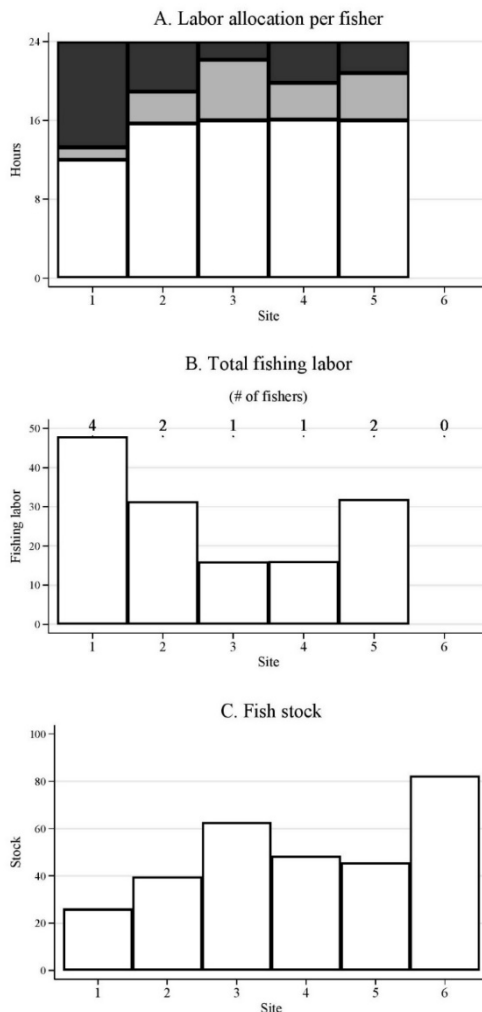 A. Labor allocation per fisher
24
16
8
0
Hours
1 2 3 4 5 6
Site
B. Total fishing labor
(# of fishers)
4 2 1 1 2 0
50
40
30
20
10
0
Fishing labor
1 2 3 4 5 6
Site
C. Fish stock
100
80
60
40
20
0
Stock
1 2 3 4 5 6
Site